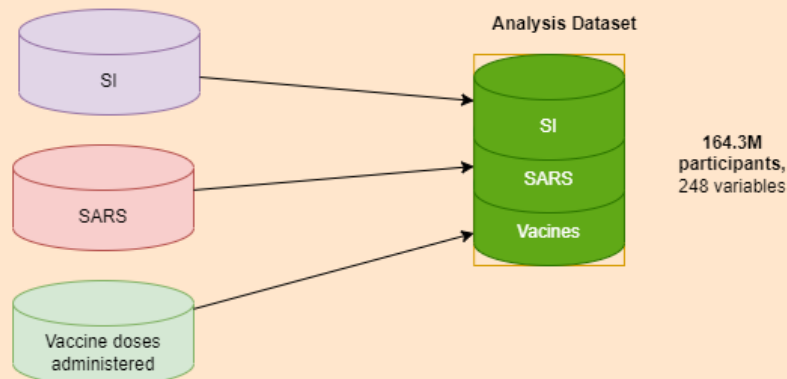 Analysis Dataset
SI
SI
SARS
SARS
Vacines
164.3M
participants,
248 variables
Vaccine doses
administered